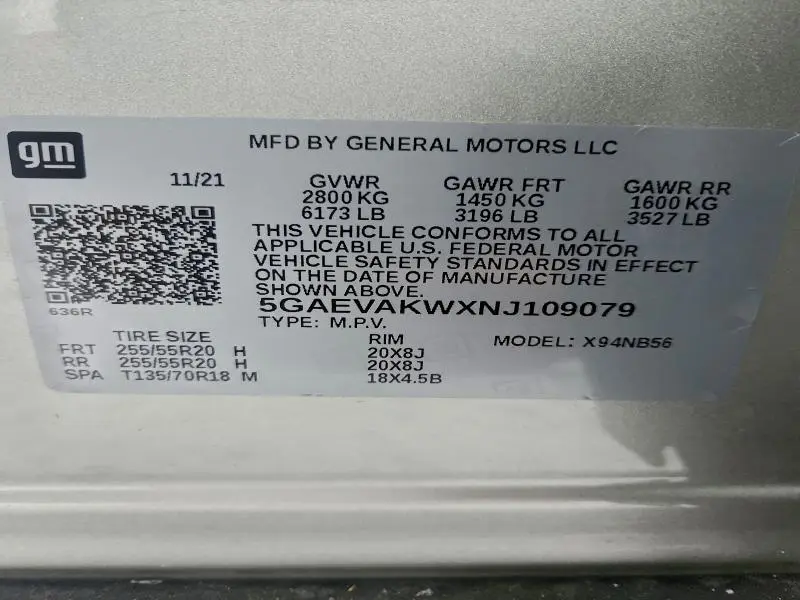 gm
MFD BY GENERAL MOTORS LLC
11/21 GVWR GAWR FRT GAWR RR
2800 KG 1450 KG 1600 KG
6173 LB 3196 LB 3527 LB
THIS VEHICLE CONFORMS TO ALL
APPLICABLE U.S. FEDERAL MOTOR
VEHICLE SAFETY STANDARDS IN EFFECT
ON THE DATE OF MANUFACTURE
SHOWN ABOVE.
636R
5GAEVAKWXNJ109079
TYPE: M.P.V.
TIRE SIZE RIM MODEL: X94NB56
FRT 255/55R20 H 20X8J
RR 255/55R20 H 20X8J
SPA T135/70R18 M 18X4.5B